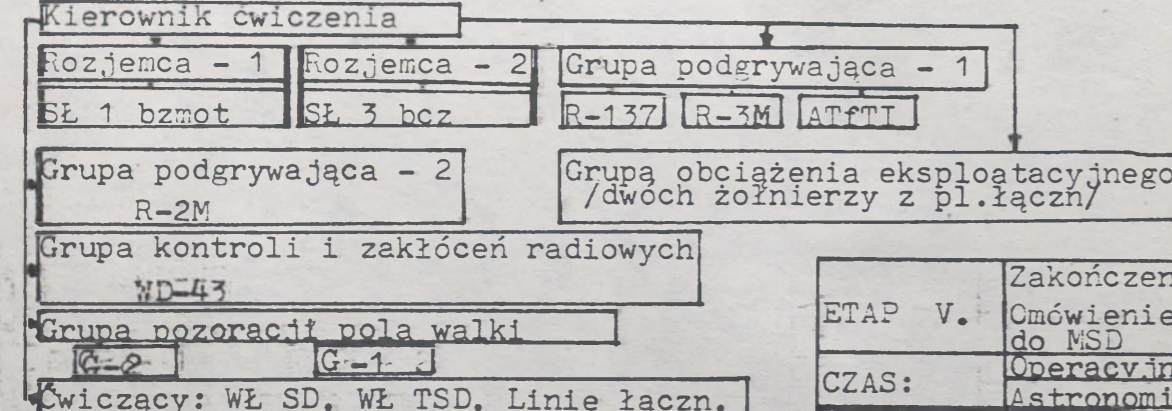 Kierownik ćwiczenia
Rozjemca - 1
SŁ 1 bzmot
Rozjemca - 2
SŁ 3 bcz
Grupa podgrywająca - 1
R-137 R-3M ATfTI
Grupa podgrywająca - 2
R-2M
Grupa obciążenia eksploatacyjnego
/dwóch żołnierzy z pl.łączn/
Grupa kontroli i zakłóceń radiowych
WD-43
Grupa pozoracji pola walki
G-2 G-1
Ćwiczący: WŁ SD, WŁ TSD, Linie łączn.
ETAP V.
Zakończen
Omówienie
do MSD
CZAS:
Operacyjn
Astronomi